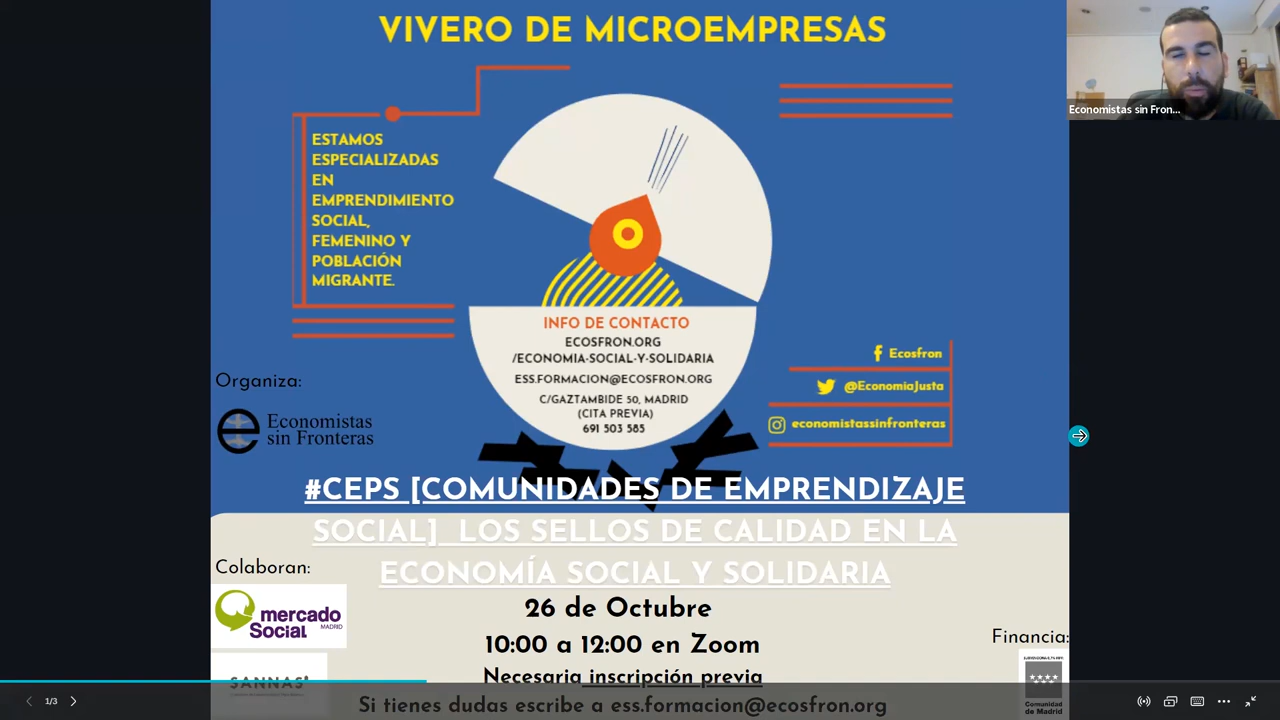 VIVERO DE MICROEMPRESAS
Economistas sin Fron...
ESTAMOS
ESPECIALIZADAS
EN
EMPRENDIMIENTO
SOCIAL,
FEMENINO Y
POBLACIÓN
MIGRANTE.
INFO DE CONTACTO
ECOSFRON.ORG
/ECONOMIA-SOCIAL-Y-SOLIDARIA
ESS.FORMACION@ECOSFRON.ORG
C/GAZTAMBIDE 50, MADRID
(CITA PREVIA)
691 503 585
Ecosfron
@EconomiaJusta
economistassinfronteras
Organiza:
Economistas
sin Fronteras
#CEPS [COMUNIDADES DE EMPRENDIZAJE
SOCIAL] LOS SELLOS DE CALIDAD EN LA
ECONOMÍA SOCIAL Y SOLIDARIA
Colaboran:
mercado
Social
MADRID
SANNAS
26 de Octubre
10:00 a 12:00 en Zoom
Necesaria inscripción previa
Si tienes dudas escribe a ess.formacion@ecosfron.org
Financia:
Comunidad
de Madrid
1/3